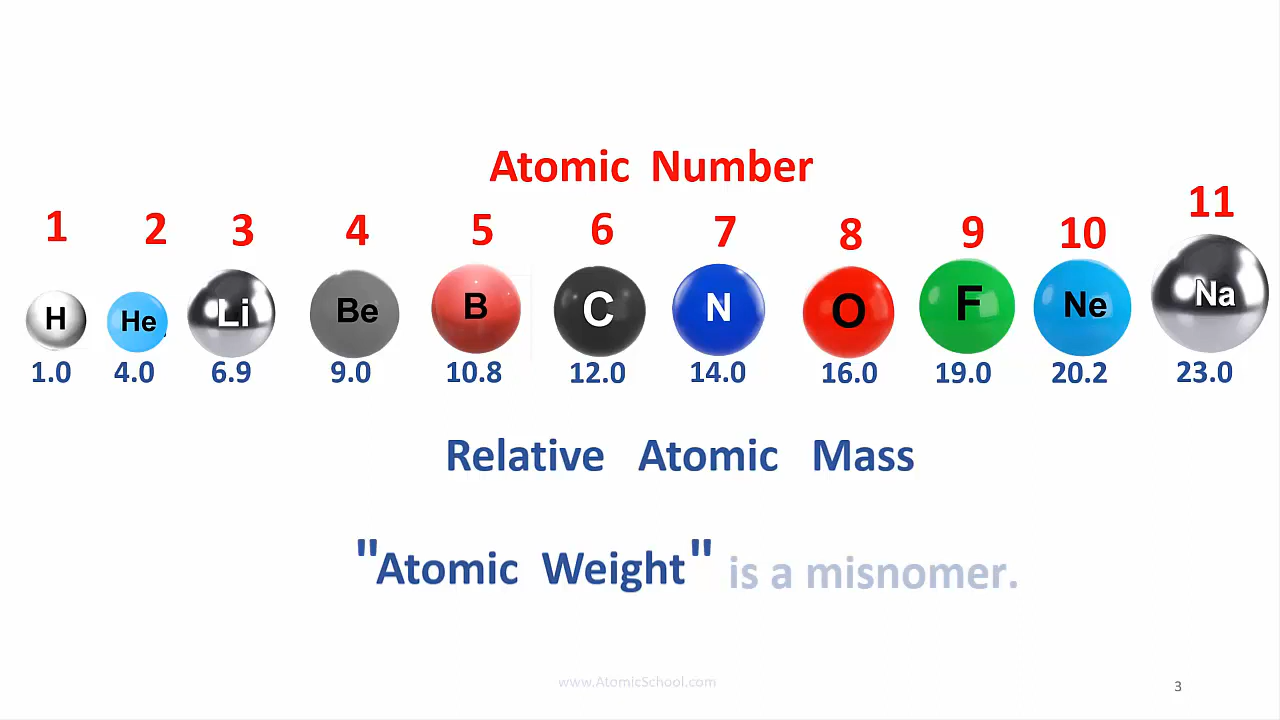 Atomic Number
1 2 3 4 5 6 7 8 9 10 11
H He Li Be B C N O F Ne Na
1.0 4.0 6.9 9.0 10.8 12.0 14.0 16.0 19.0 20.2 23.0
Relative Atomic Mass
"Atomic Weight" is a misnomer.
www.AtomicSchool.com
3